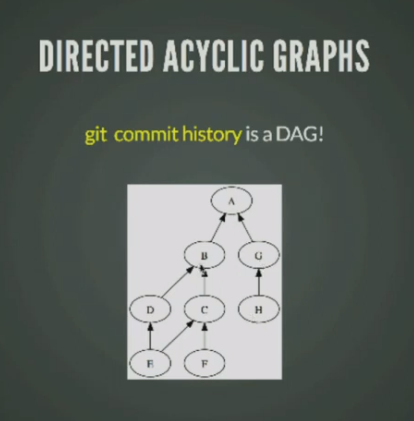 DIRECTED ACYCLIC GRAPHS
git commit history is a DAG!
A
B G
D C H
E F